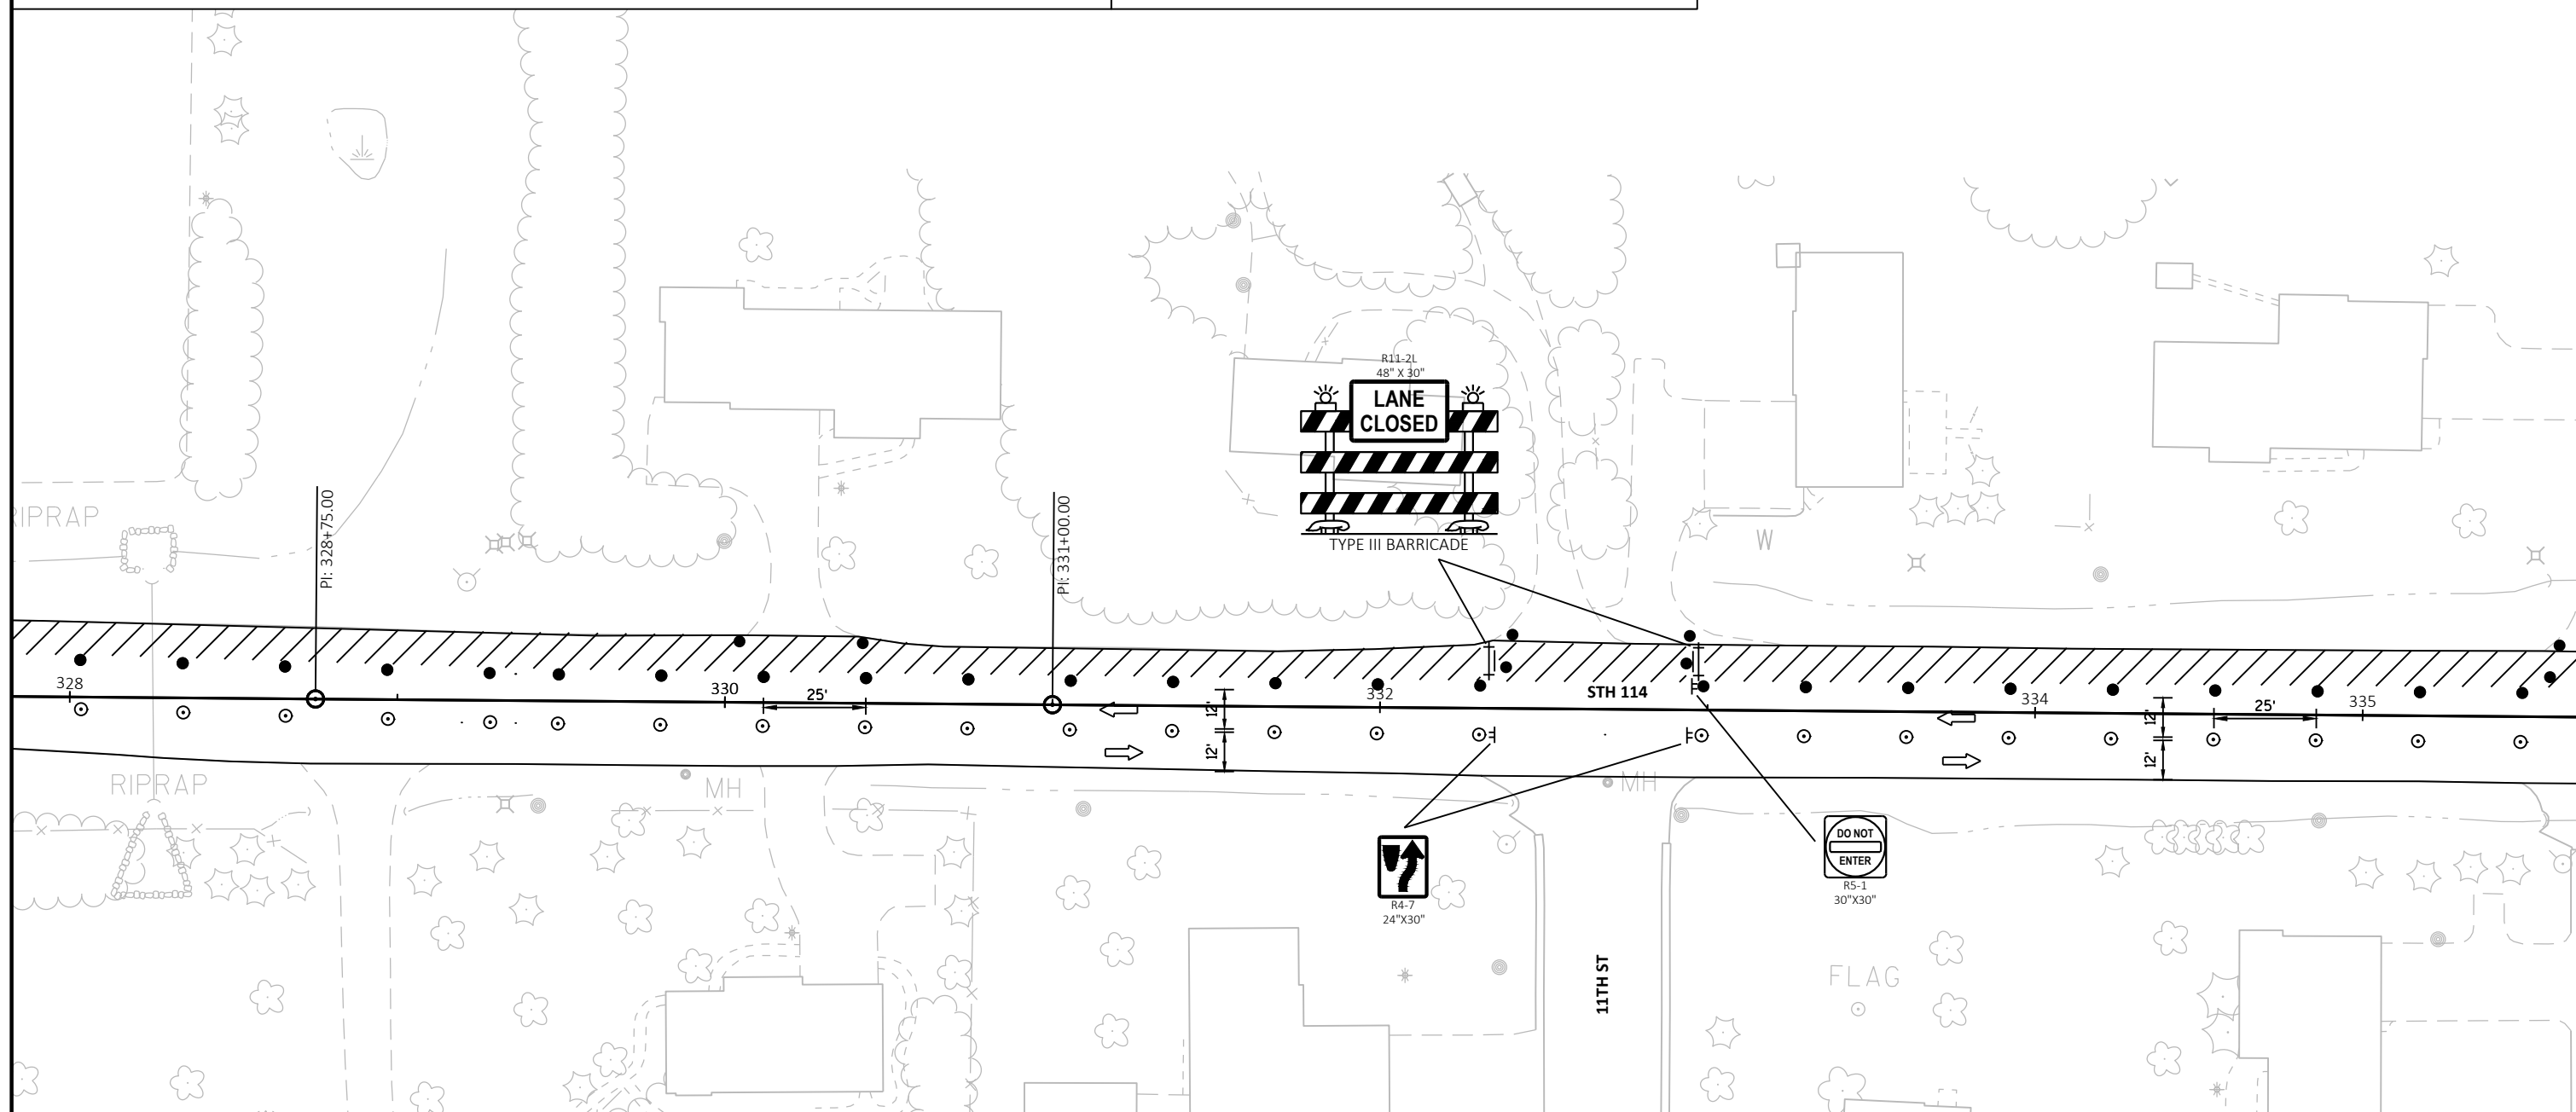 R11-2L
48" X 30"
LANE
CLOSED
TYPE III BARRICADE
PI: 328+75.00
PI: 331+00.00
IPRAP
W
328
330
25'
332
STH 114
334
25'
335
12'
12'
12'
12'
RIPRAP
MH
MH
R4-7
24"X30"
DO NOT
ENTER
R5-1
30"X30"
11TH ST
FLAG